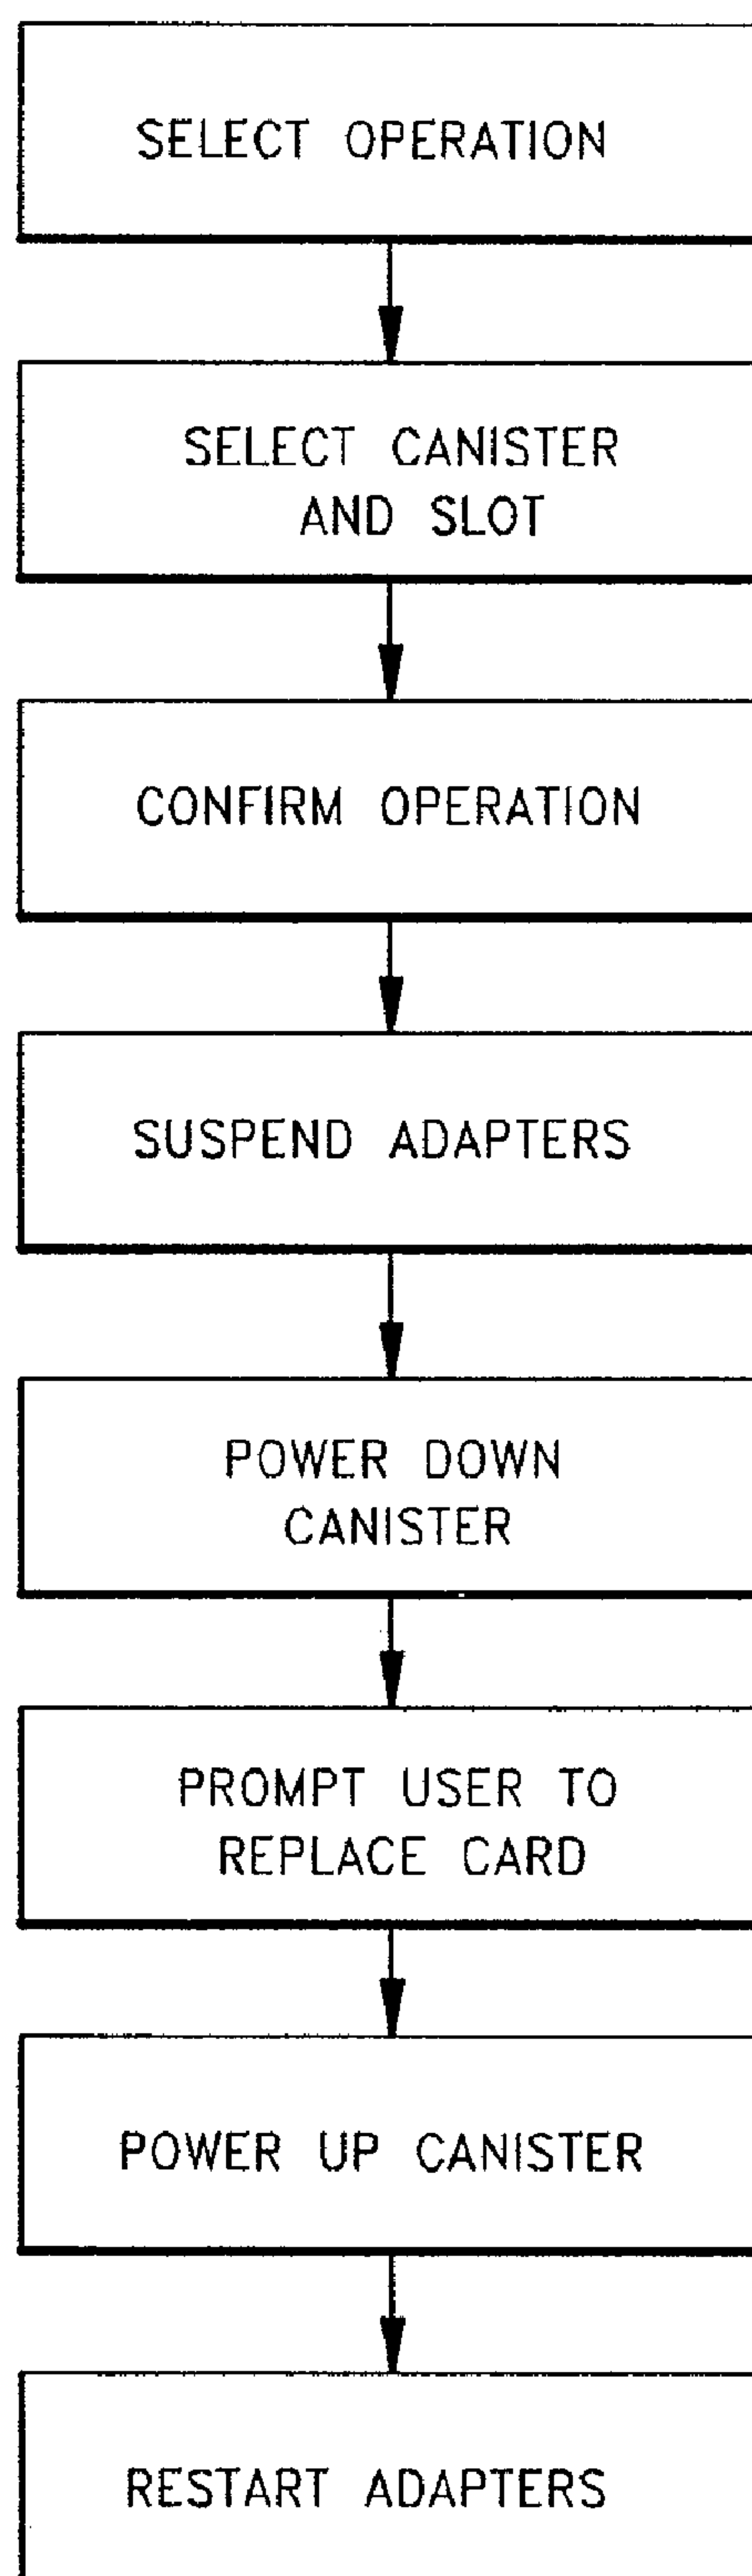 SELECT OPERATION
SELECT CANISTER
AND SLOT
CONFIRM OPERATION
SUSPEND ADAPTERS
POWER DOWN
CANISTER
PROMPT USER TO
REPLACE CARD
POWER UP CANISTER
RESTART ADAPTERS